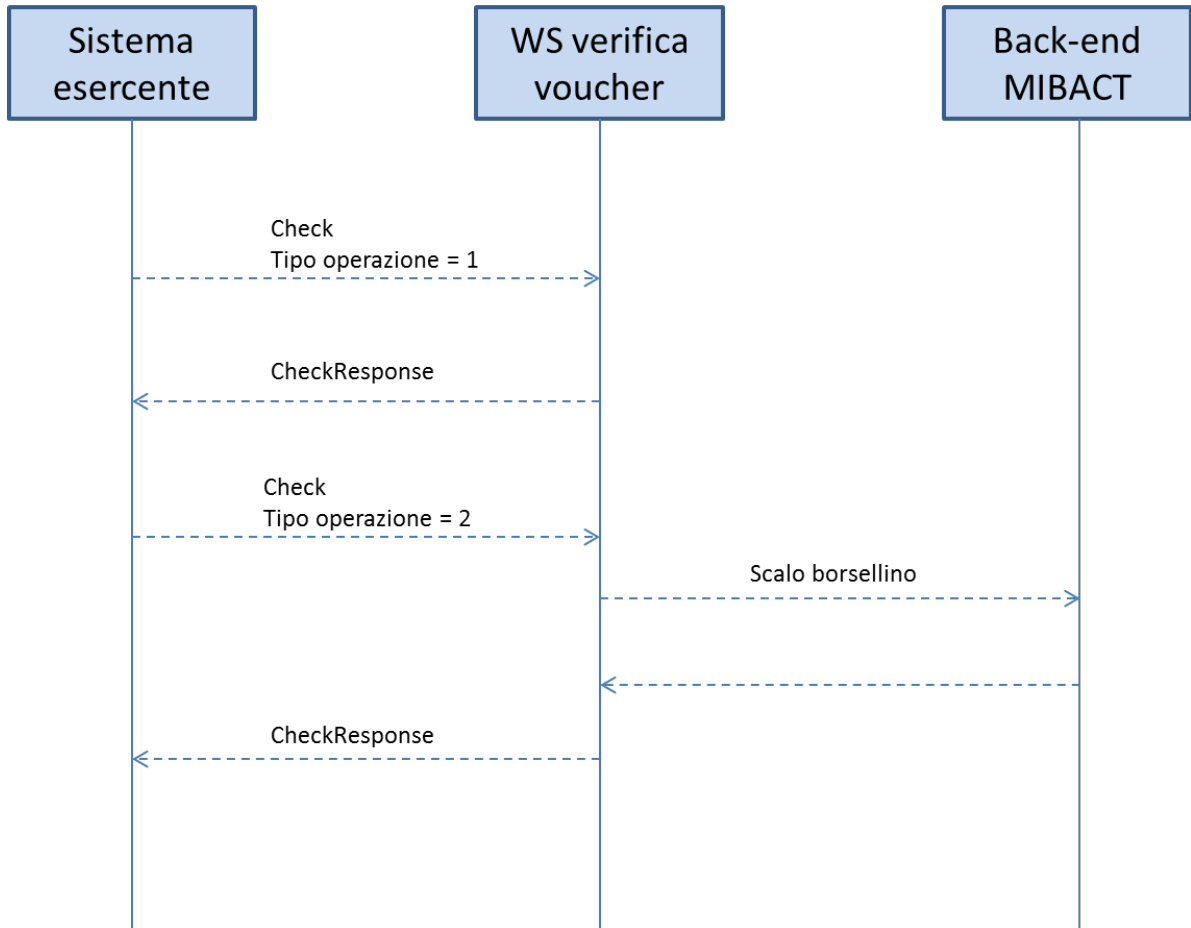 Sistema
esercente
WS verifica
voucher
Back-end
MIBACT
Check
Tipo operazione = 1
CheckResponse
Check
Tipo operazione = 2
Scalo borsellino
CheckResponse